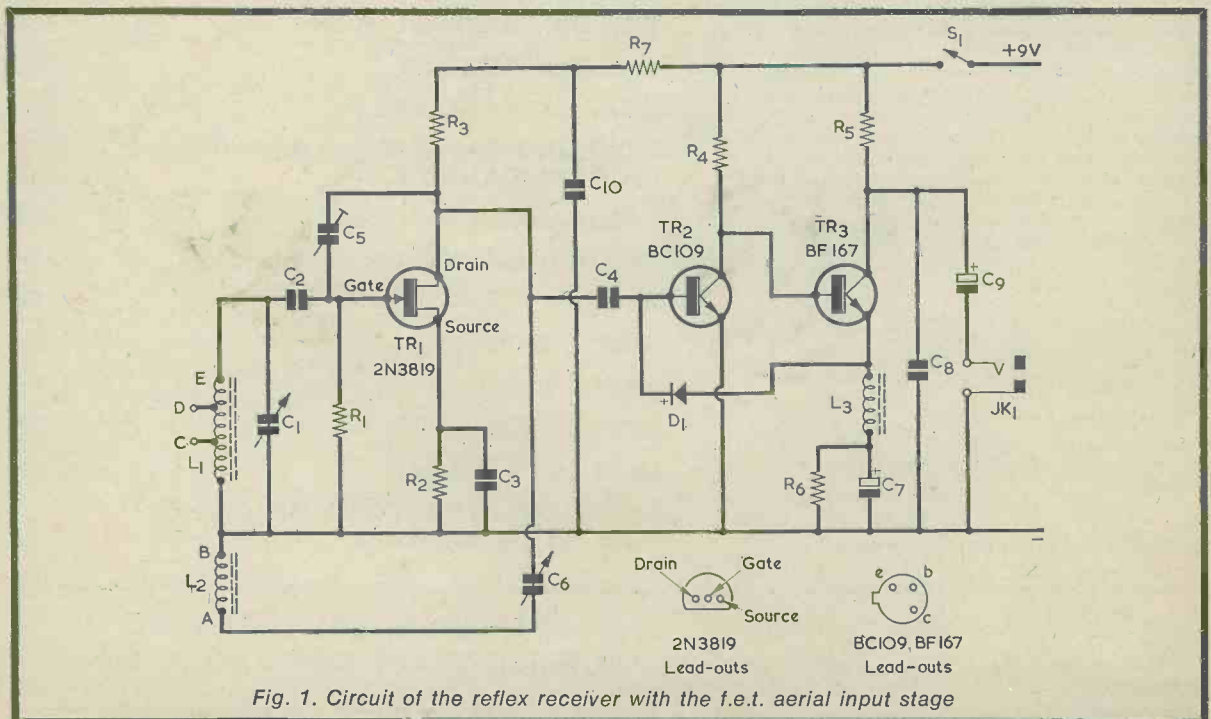 S1
+9V
R7
R3
R4
R5
C10
C5
TR2
BC109
TR3
BF167
Drain
C2
Gate
C4
C9
Source
TR1
2N3819
E
D
C
L1
C1
R1
D1
L3
C8
V
JK1
R2
C3
R6
+
C7
+
+
B
L2
A
C6
-
Drain
Gate
Source
e
b
c
2N3819
Lead-outs
BC109, BF167
Lead-outs
Fig. 1. Circuit of the reflex receiver with the f.e.t. aerial input stage